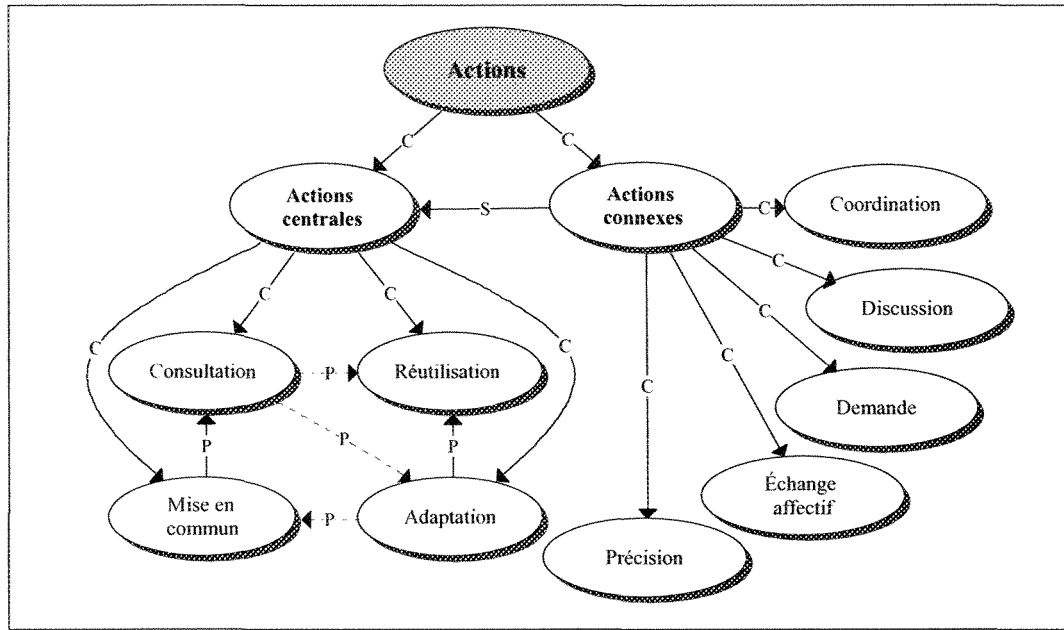 Actions
C
C
Actions
centrales
S
Actions
connexes
C
Coordination
C
C
C
Discussion
C
C
C
C
C
Consultation
P
Réutilisation
Demande
P
P
P
Mise en
commun
P
Adaptation
Échange
affectif
Précision